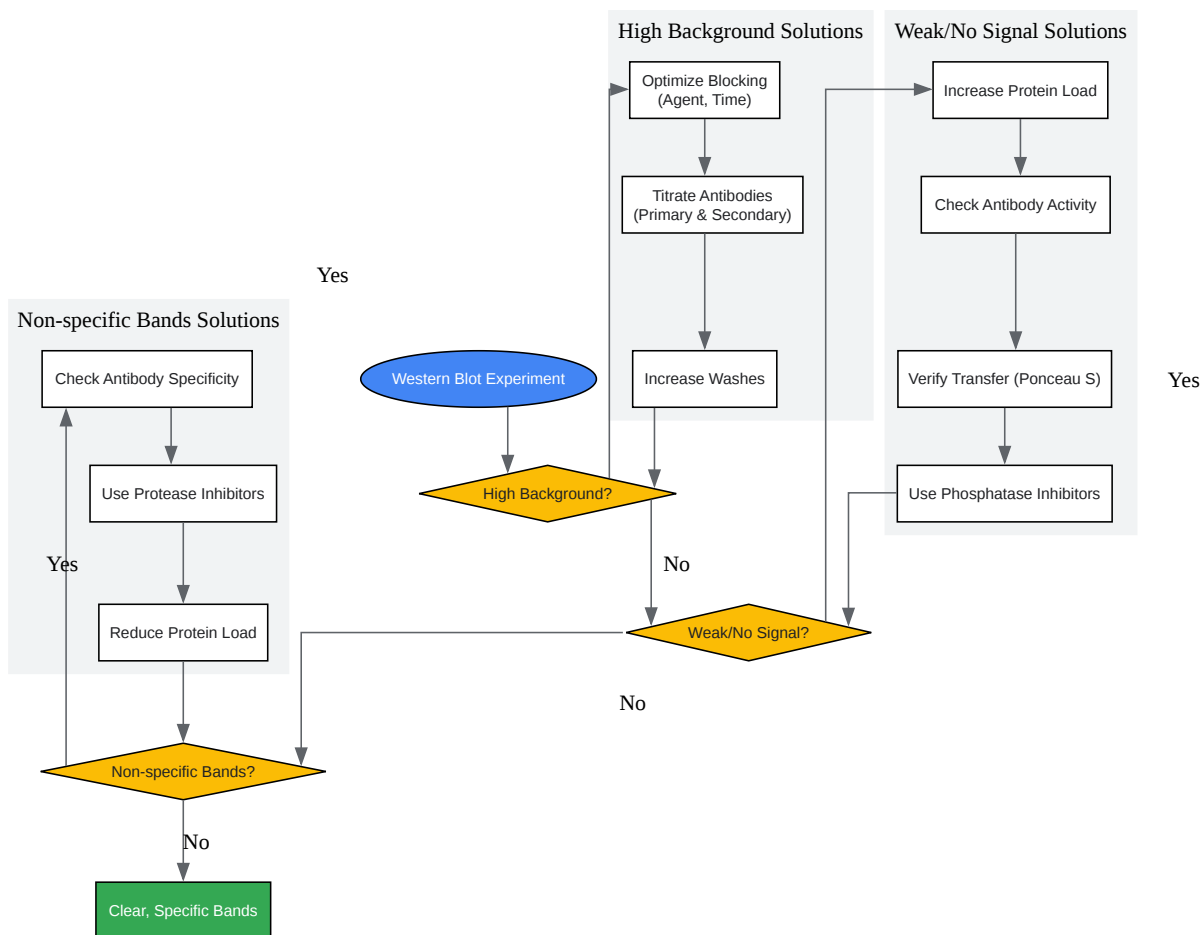 High Background Solutions
Weak/No Signal Solutions
Optimize Blocking
(Agent, Time)
Increase Protein Load
Titrate Antibodies
(Primary & Secondary)
Check Antibody Activity
Yes
Non-specific Bands Solutions
Check Antibody Specificity
Western Blot Experiment
Increase Washes
Verify Transfer (Ponceau S)
Yes
Use Protease Inhibitors
High Background?
Use Phosphatase Inhibitors
Yes
No
Reduce Protein Load
Weak/No Signal?
No
Non-specific Bands?
No
Clear, Specific Bands